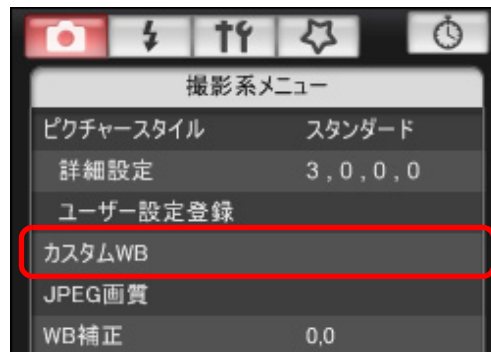 撮影系メニュー
ピクチャースタイル スタンダード
詳細設定 3,0,0,0
ユーザー設定登録
カスタムWB
JPEG画質
WB補正 0,0